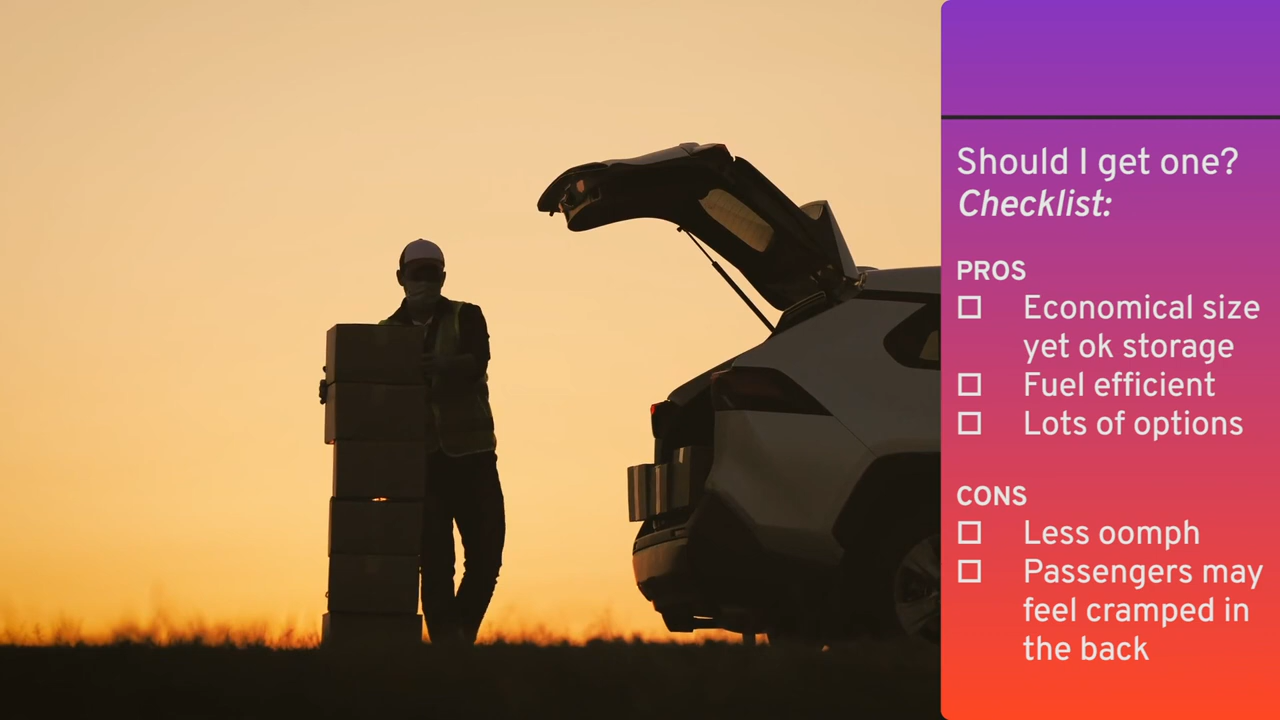 Should I get one?
Checklist:
PROS
Economical size
yet ok storage
Fuel efficient
Lots of options
CONS
Less oomph
Passengers may
feel cramped in
the back